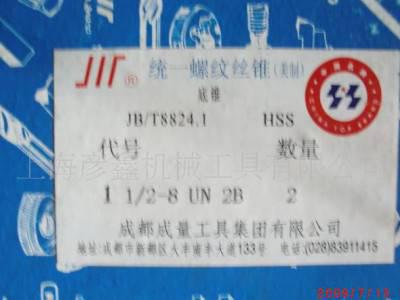 JIT ® 统一螺纹丝锥(美制)
底锥
JB/T8824.1 HSS
代号 数量
上海彦鑫机械工具有限公司
1 1/2-8 UN 2B 2
成都成量工具集团有限公司
地址:成都市新都区大丰南丰大道133号 电话:(028)83911415
2009/7/13